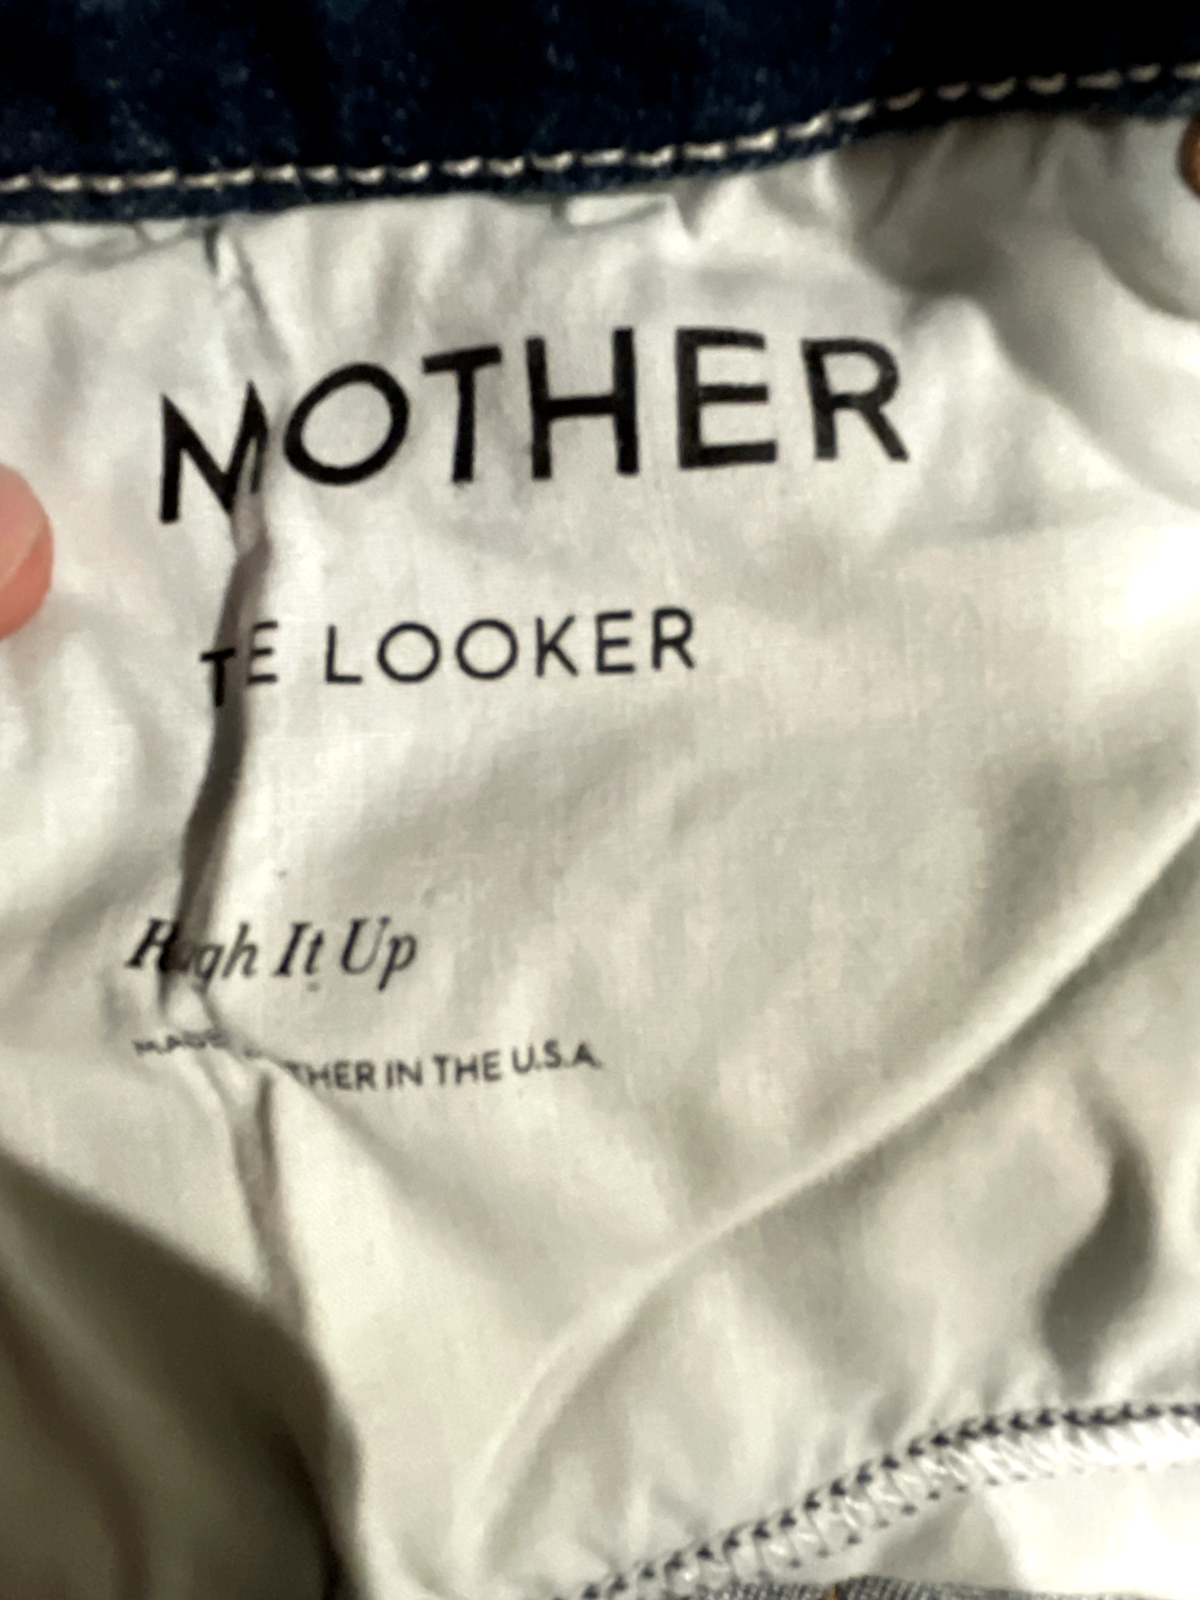 MOTHER
LOOKER
It Up
IN THE U.S.A.